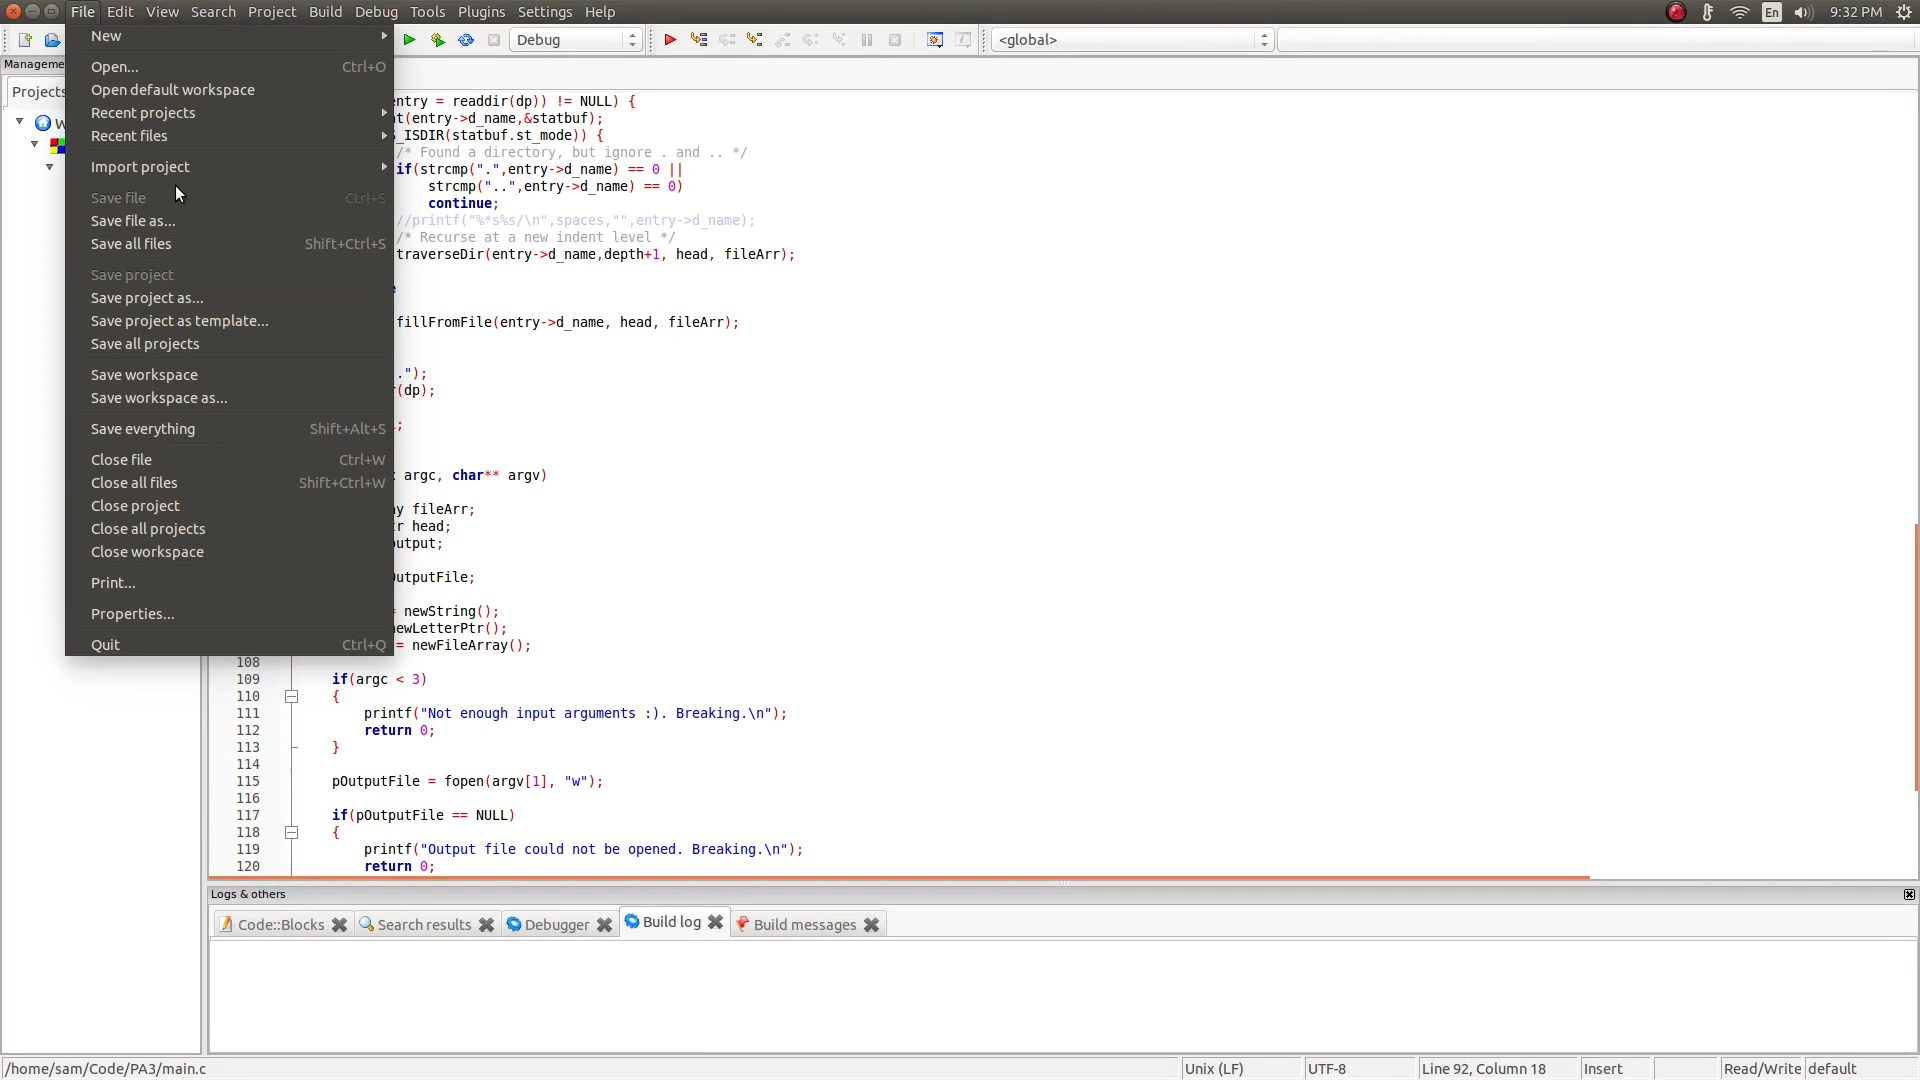 File Edit View Search Project Build Debug Tools Plugins Settings Help
En 9:32 PM
New
Open... Ctrl+O
Open default workspace
Recent projects
Recent files
Import project
Save file Ctrl+S
Save file as...
Save all files Shift+Ctrl+S
Save project
Save project as...
Save project as template...
Save all projects
Save workspace
Save workspace as...
Save everything Shift+Alt+S
Close file Ctrl+W
Close all files Shift+Ctrl+W
Close project
Close all projects
Close workspace
Print...
Properties...
Quit Ctrl+Q
Debug
<global>
Manageme
Projects
W
entry = readdir(dp)) != NULL) {
t(entry->d_name,&statbuf);
_ISDIR(statbuf.st_mode)) {
/* Found a directory, but ignore . and .. */
if(strcmp(".",entry->d_name) == 0 ||
strcmp("..",entry->d_name) == 0)
continue;
//printf("%*s%s/\n",spaces,"",entry->d_name);
/* Recurse at a new indent level */
traverseDir(entry->d_name,depth+1, head, fileArr);
e
fillFromFile(entry->d_name, head, fileArr);
.");
(dp);
;
argc, char** argv)
y fileArr;
r head;
utput;
OutputFile;
= newString();
newLetterPtr();
= newFileArray();
108
109 if(argc < 3)
110 {
111 printf("Not enough input arguments :). Breaking.\n");
112 return 0;
113 }
114
115 pOutputFile = fopen(argv[1], "w");
116
117 if(pOutputFile == NULL)
118 {
119 printf("Output file could not be opened. Breaking.\n");
120 return 0;
Logs & others
Code::Blocks Search results Debugger Build log Build messages
/home/sam/Code/PA3/main.c Unix (LF) UTF-8 Line 92, Column 18 Insert Read/Write default